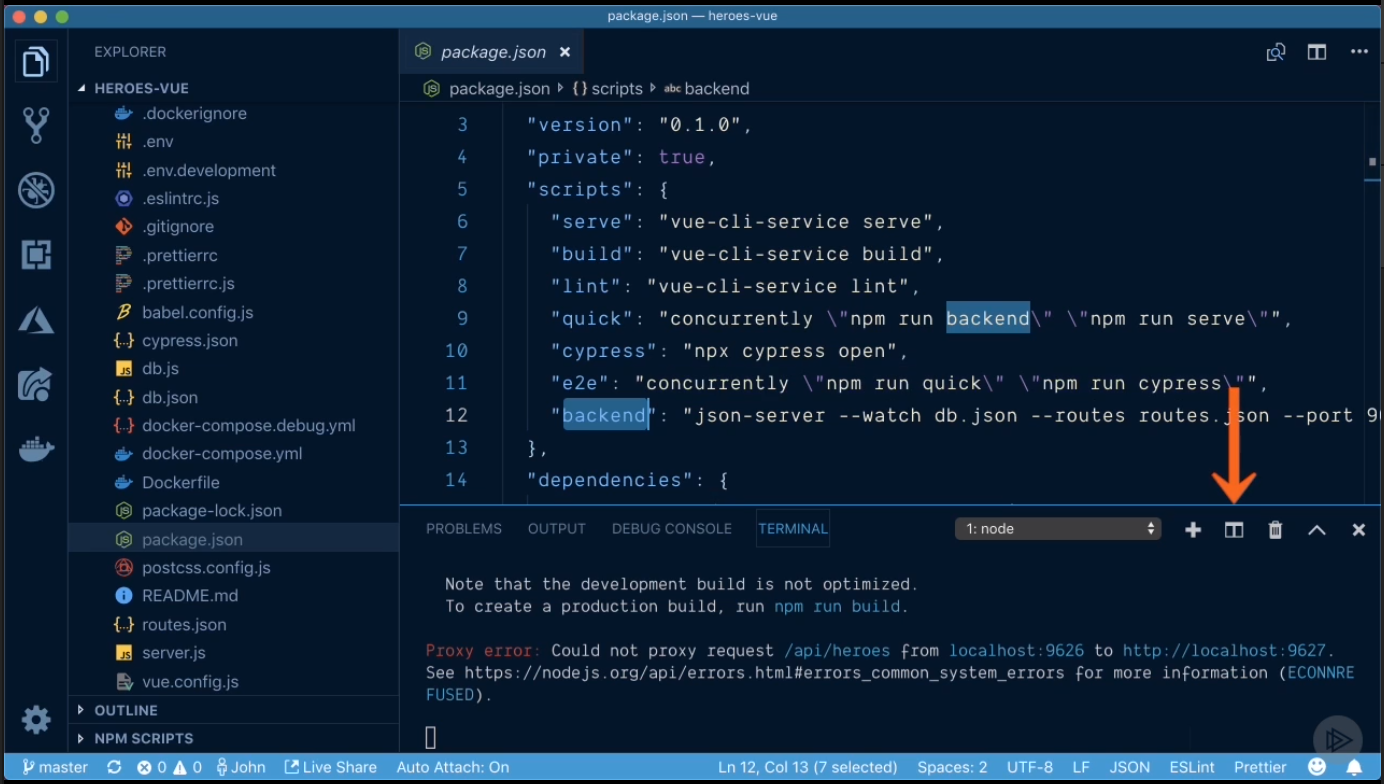 package.json — heroes-vue
EXPLORER
HEROES-VUE
.dockerignore
.env
.env.development
.eslintrc.js
.gitignore
.prettierrc
.prettierrc.js
babel.config.js
cypress.json
db.js
db.json
docker-compose.debug.yml
docker-compose.yml
Dockerfile
package-lock.json
package.json
postcss.config.js
README.md
routes.json
server.js
vue.config.js
OUTLINE
NPM SCRIPTS
package.json
package.json {} scripts abc backend
3 "version": "0.1.0",
4 "private": true,
5 "scripts": {
6 "serve": "vue-cli-service serve",
7 "build": "vue-cli-service build",
8 "lint": "vue-cli-service lint",
9 "quick": "concurrently \"npm run backend\" \"npm run serve\"",
10 "cypress": "npx cypress open",
11 "e2e": "concurrently \"npm run quick\" \"npm run cypress\"",
12 "backend": "json-server --watch db.json --routes routes.json --port 9
13 },
14 "dependencies": {
PROBLEMS OUTPUT DEBUG CONSOLE TERMINAL 1: node
Note that the development build is not optimized.
To create a production build, run npm run build.
Proxy error: Could not proxy request /api/heroes from localhost:9626 to http://localhost:9627.
See https://nodejs.org/api/errors.html#errors_common_system_errors for more information (ECONNRE
FUSED).
master 0 0 John Live Share Auto Attach: On Ln 12, Col 13 (7 selected) Spaces: 2 UTF-8 LF JSON ESLint Prettier